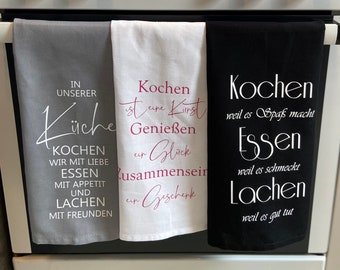 IN
UNSERER
Küche
KOCHEN
WIR MIT LIEBE
ESSEN
MIT APPETIT
UND
LACHEN
MIT FREUNDEN
Kochen
ist eine Kunst
Genießen
ein Glück
Zusammensein
ein Geschenk
Kochen
weil es Spaß macht
Essen
weil es schmeckt
Lachen
weil es gut tut